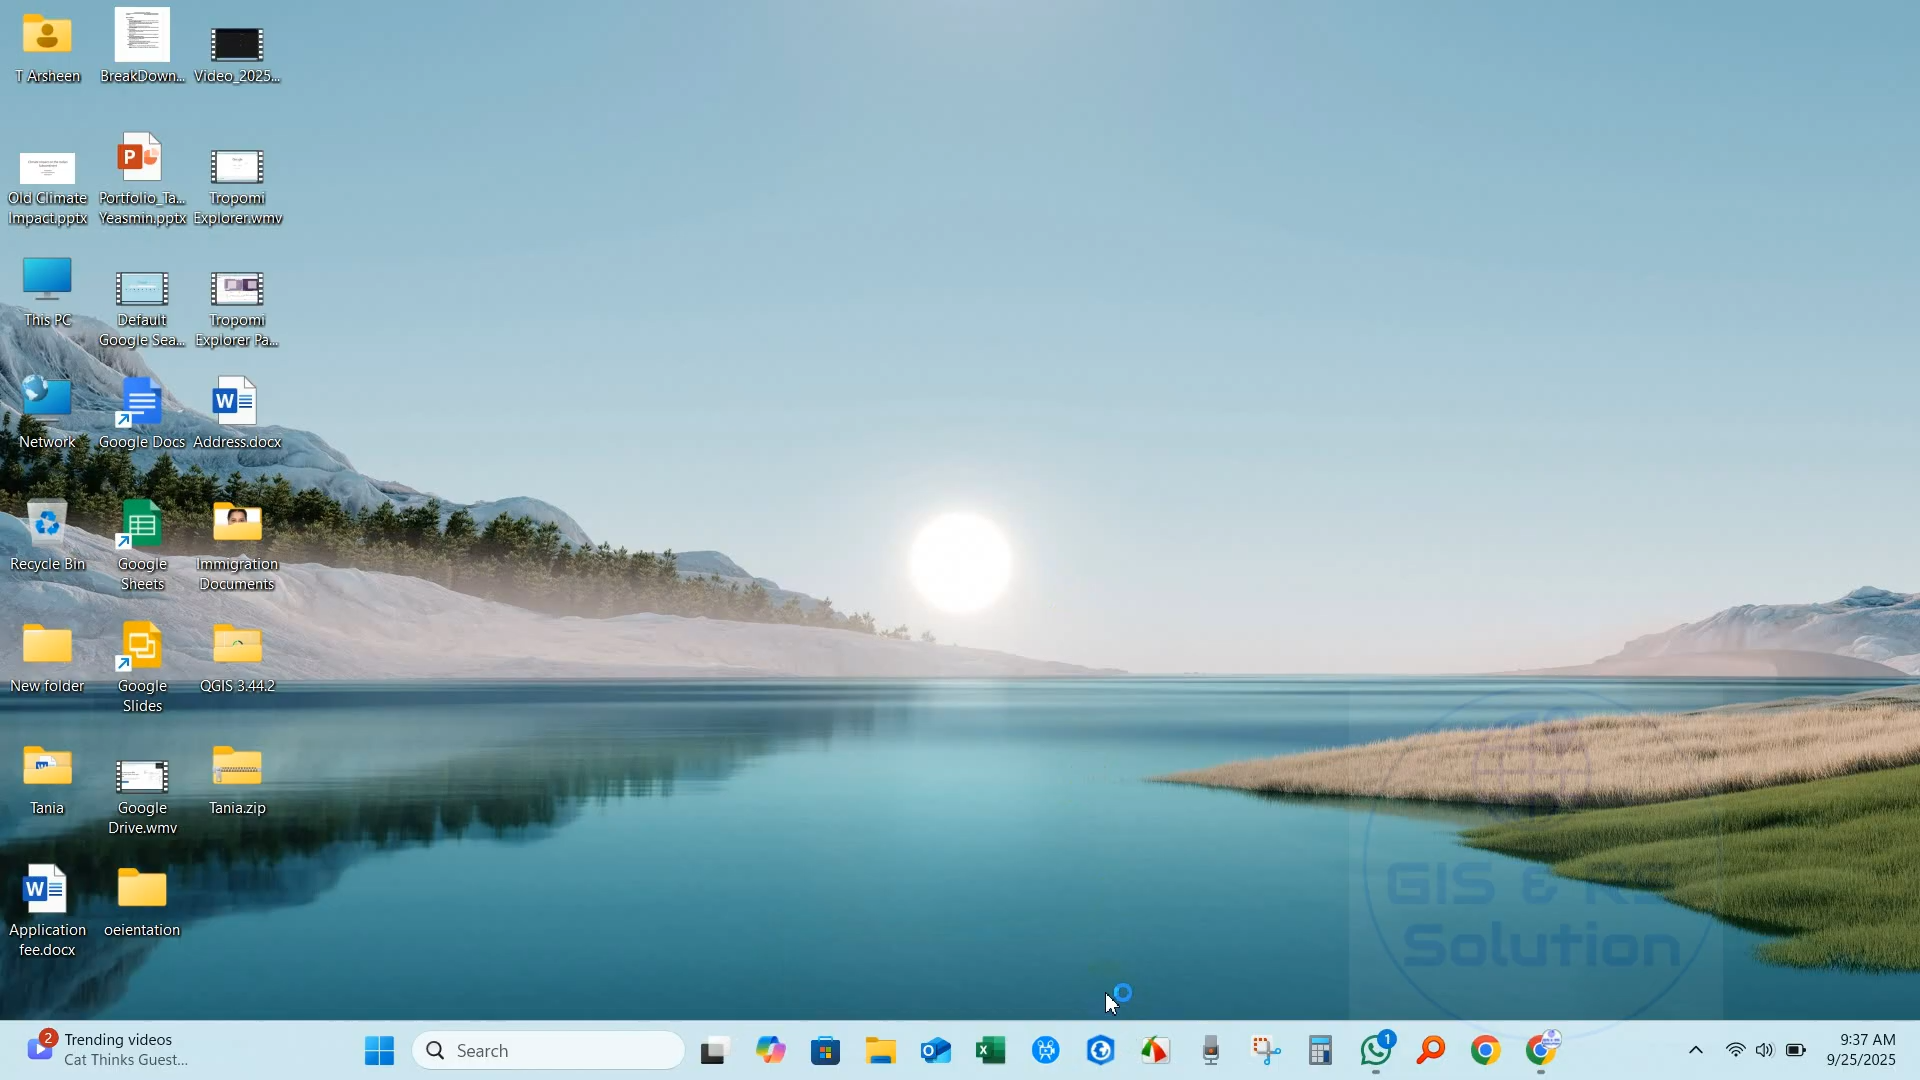 T Arsheen
BreakDown...
Video_2025...
Old Climate
Impact.pptx
Portfolio_Ta...
Yeasmin.pptx
Tropomi
Explorer.wmv
This PC
Default
Google Sea...
Tropomi
Explorer Pa...
Network
Google Docs
Address.docx
Recycle Bin
Google
Sheets
Immigration
Documents
New folder
Google
Slides
QGIS 3.44.2
Tania
Google
Drive.wmv
Tania.zip
Application
fee.docx
oeientation
GIS & RS
Solution
2
Trending videos
Cat Thinks Guest...
Search
1
9:37 AM
9/25/2025